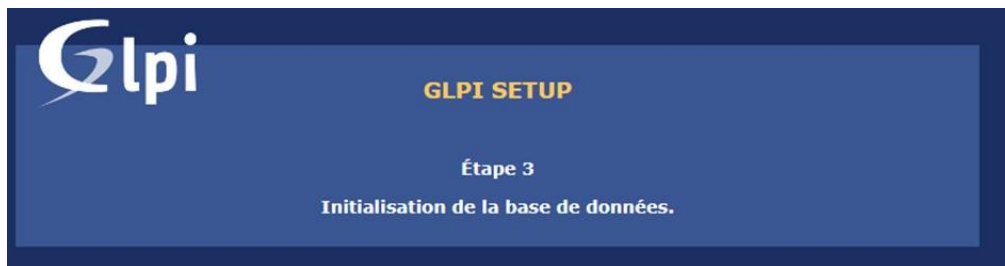 Glpi
GLPI SETUP
Étape 3
Initialisation de la base de données.